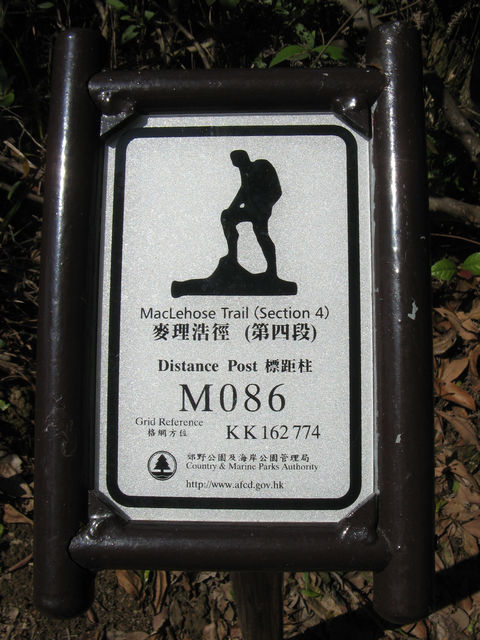 MacLehose Trail (Section 4)
麥理浩徑 (第四段)
Distance Post 標距柱
M086
Grid Reference
格網方位
KK 162 774
郊野公園及海岸公園管理局
Country & Marine Parks Authority
http://www.afcd.gov.hk